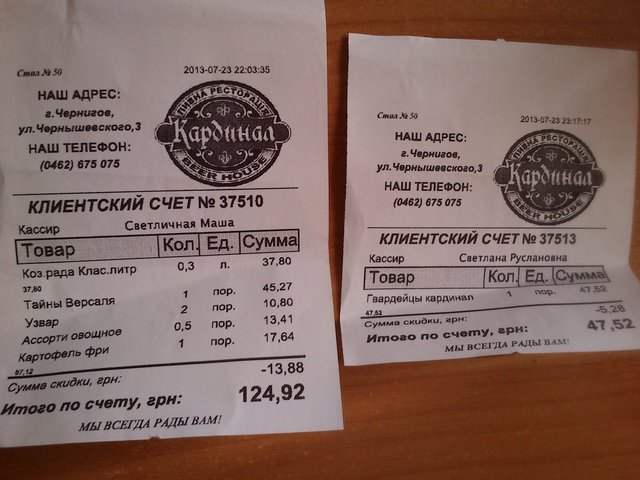 Стол № 50
2013-07-23 22:03:35
НАШ АДРЕС:
г.Чернигов,
ул.Чернышевского,3
НАШ ТЕЛЕФОН:
(0462) 675 075
ПИВНА РЕСТОРАЦІЯ
Кардинал
BEER HOUSE
КЛИЕНТСКИЙ СЧЕТ № 37510
Кассир Светличная Маша
Товар Кол. Ед. Сумма
Коз.рада Клас.литр 0,3 л. 37,80
37,80
Тайны Версаля 1 пор. 45,27
Узвар 2 пор. 10,80
Ассорти овощное 0,5 пор. 13,41
Картофель фри 1 пор. 17,64
87,12
Сумма скидки, грн: -13,88
Итого по счету, грн: 124,92
МЫ ВСЕГДА РАДЫ ВАМ!
Стол № 50
2013-07-23 23:17:17
НАШ АДРЕС:
г.Чернигов,
ул.Чернышевского,3
НАШ ТЕЛЕФОН:
(0462) 675 075
ПИВНА РЕСТОРАЦІЯ
Кардинал
BEER HOUSE
КЛИЕНТСКИЙ СЧЕТ № 37513
Кассир Светлана Руслановна
Товар Кол. Ед. Сумма
Гвардейцы кардинал 1 пор. 47,52
47,52
Сумма скидки, грн: -5,28
Итого по счету, грн: 47,52
МЫ ВСЕГДА РАДЫ ВАМ!